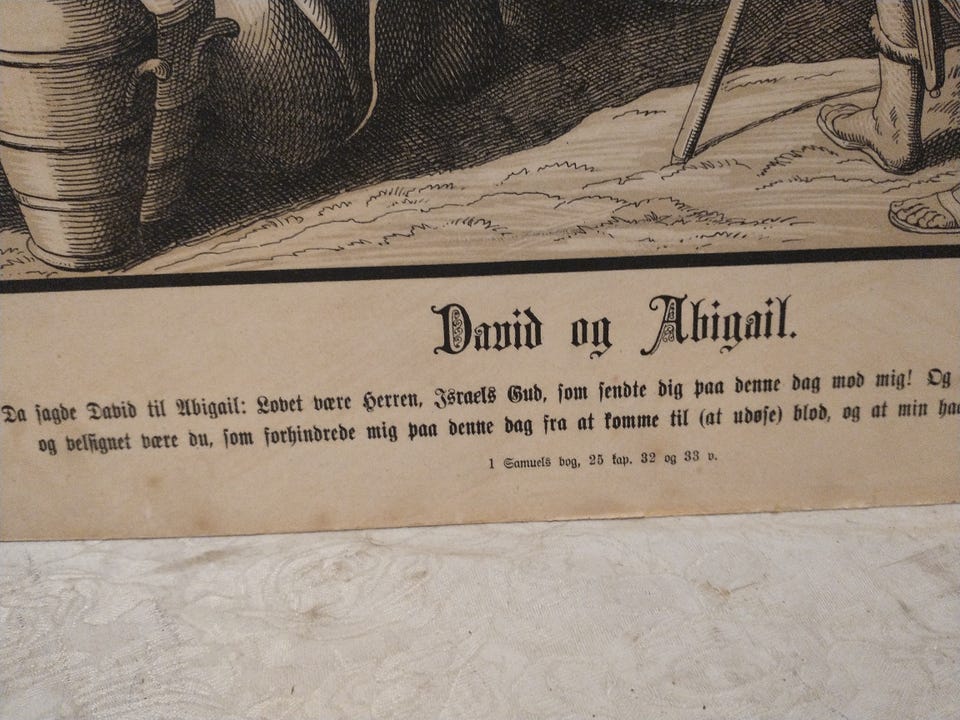 David og Abigail.
Da sagde David til Abigail: Lovet være Herren, Israels Gud, som sendte dig paa denne dag mod mig! Og
og velsignet være du, som forhindrede mig paa denne dag fra at komme til (at udøse) blod, og at min
1 Samuels bog, 25 kap. 32 og 33 v.